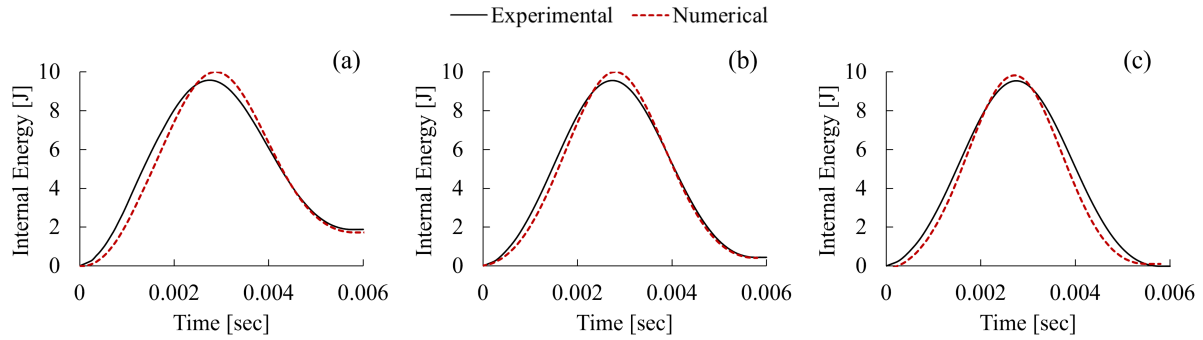 Experimental Numerical
(a)
Internal Energy [J]
10
8
6
4
2
0
0 0.002 0.004 0.006
Time [sec]
(b)
Internal Energy [J]
10
8
6
4
2
0
0 0.002 0.004 0.006
Time [sec]
(c)
Internal Energy [J]
10
8
6
4
2
0
0 0.002 0.004 0.006
Time [sec]